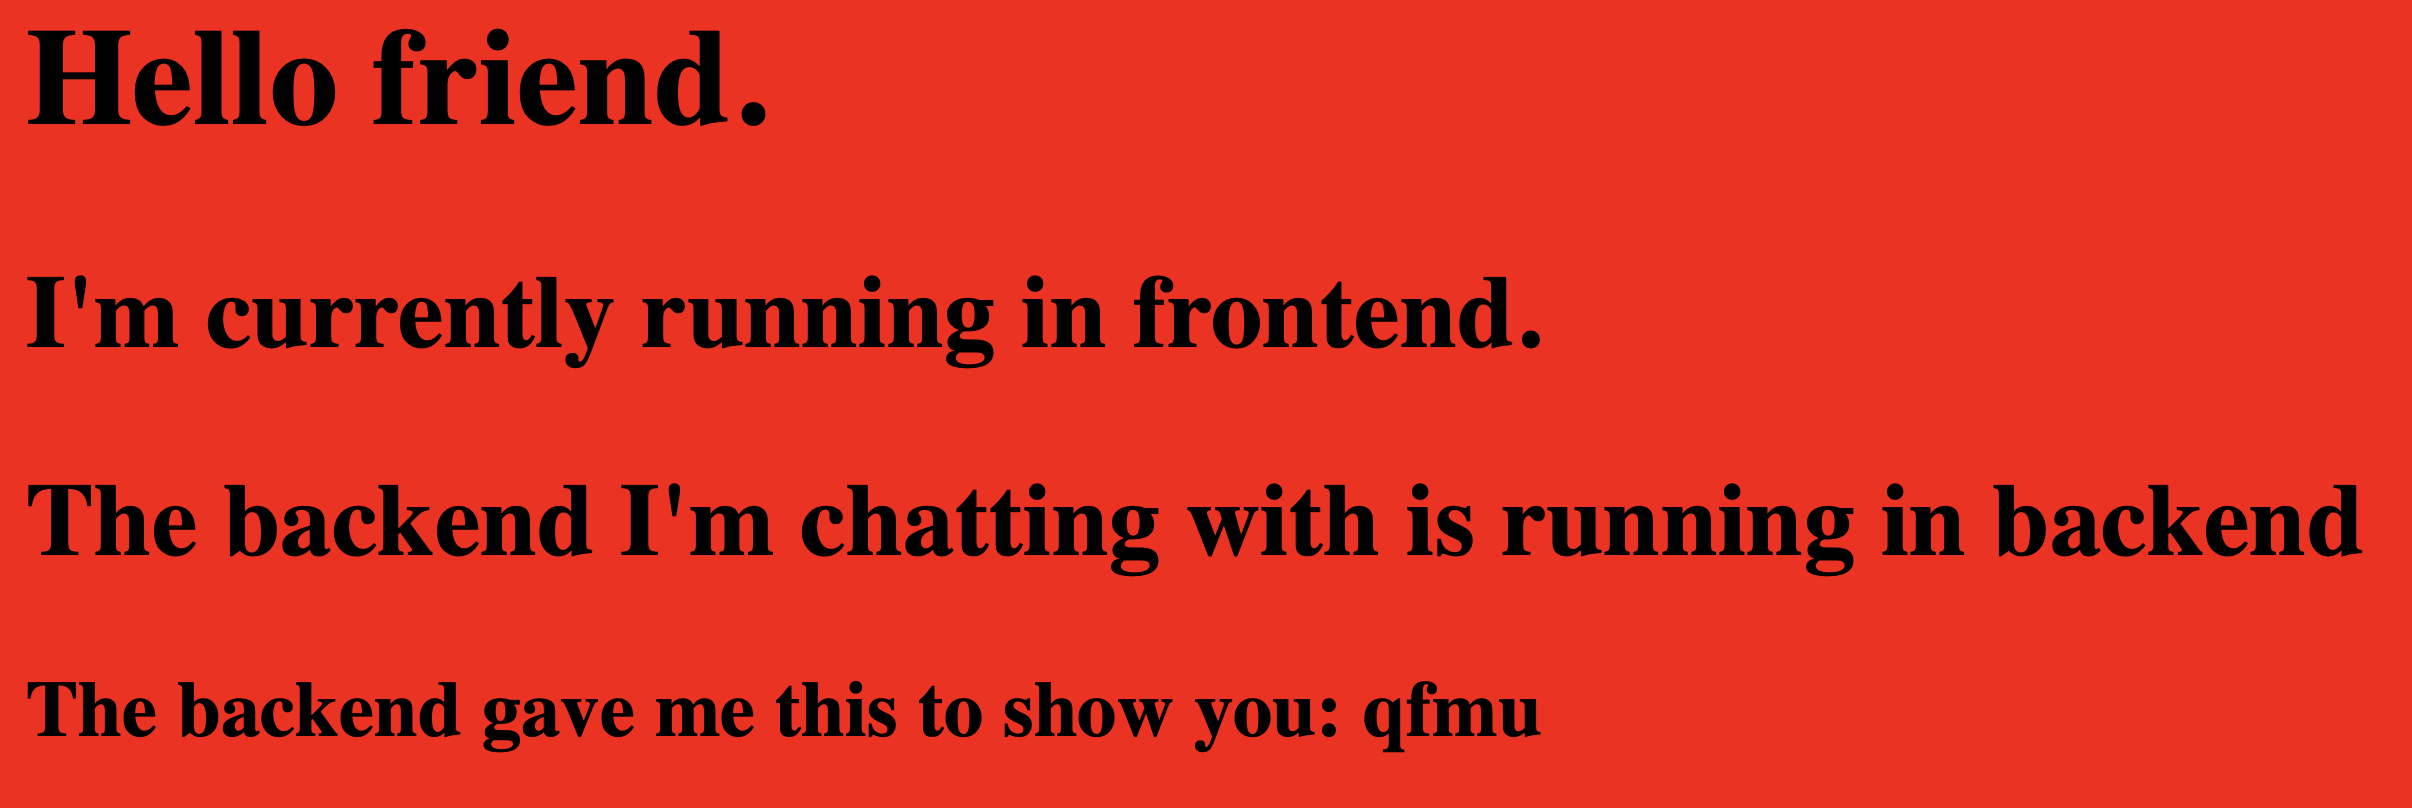 Hello friend.
I'm currently running in frontend.
The backend I'm chatting with is running in backend
The backend gave me this to show you: qfmu